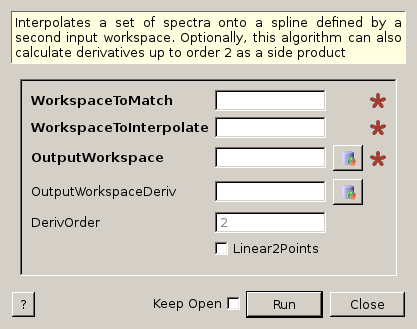 Interpolates a set of spectra onto a spline defined by a
second input workspace. Optionally, this algorithm can also
calculate derivatives up to order 2 as a side product
WorkspaceToMatch
WorkspaceToInterpolate
OutputWorkspace
OutputWorkspaceDeriv
DerivOrder 2
Linear2Points
? Keep Open Run Close